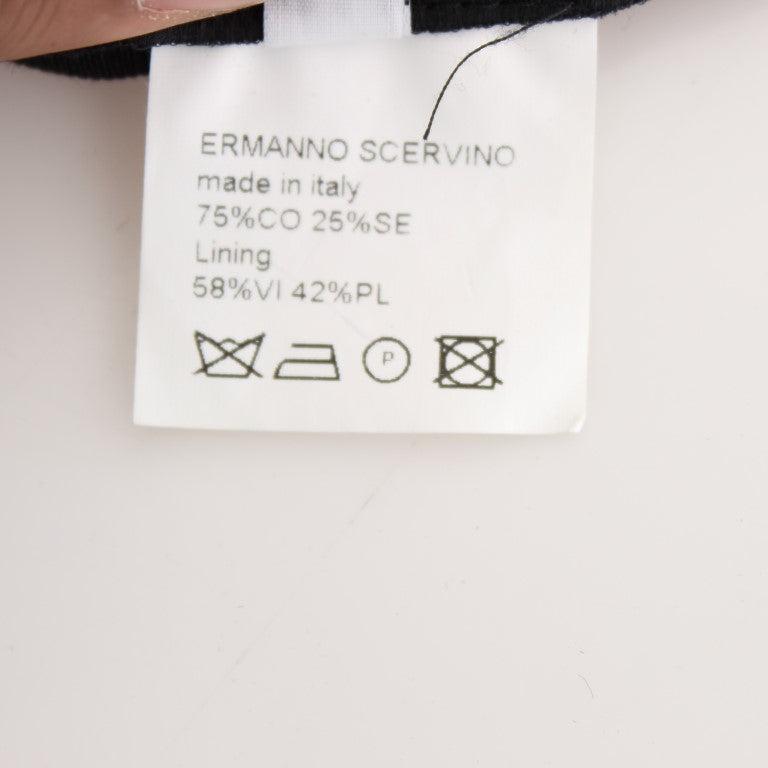 ERMANNO SCERVINO
made in italy
75%CO 25%SE
Lining
58%VI 42%PL
P